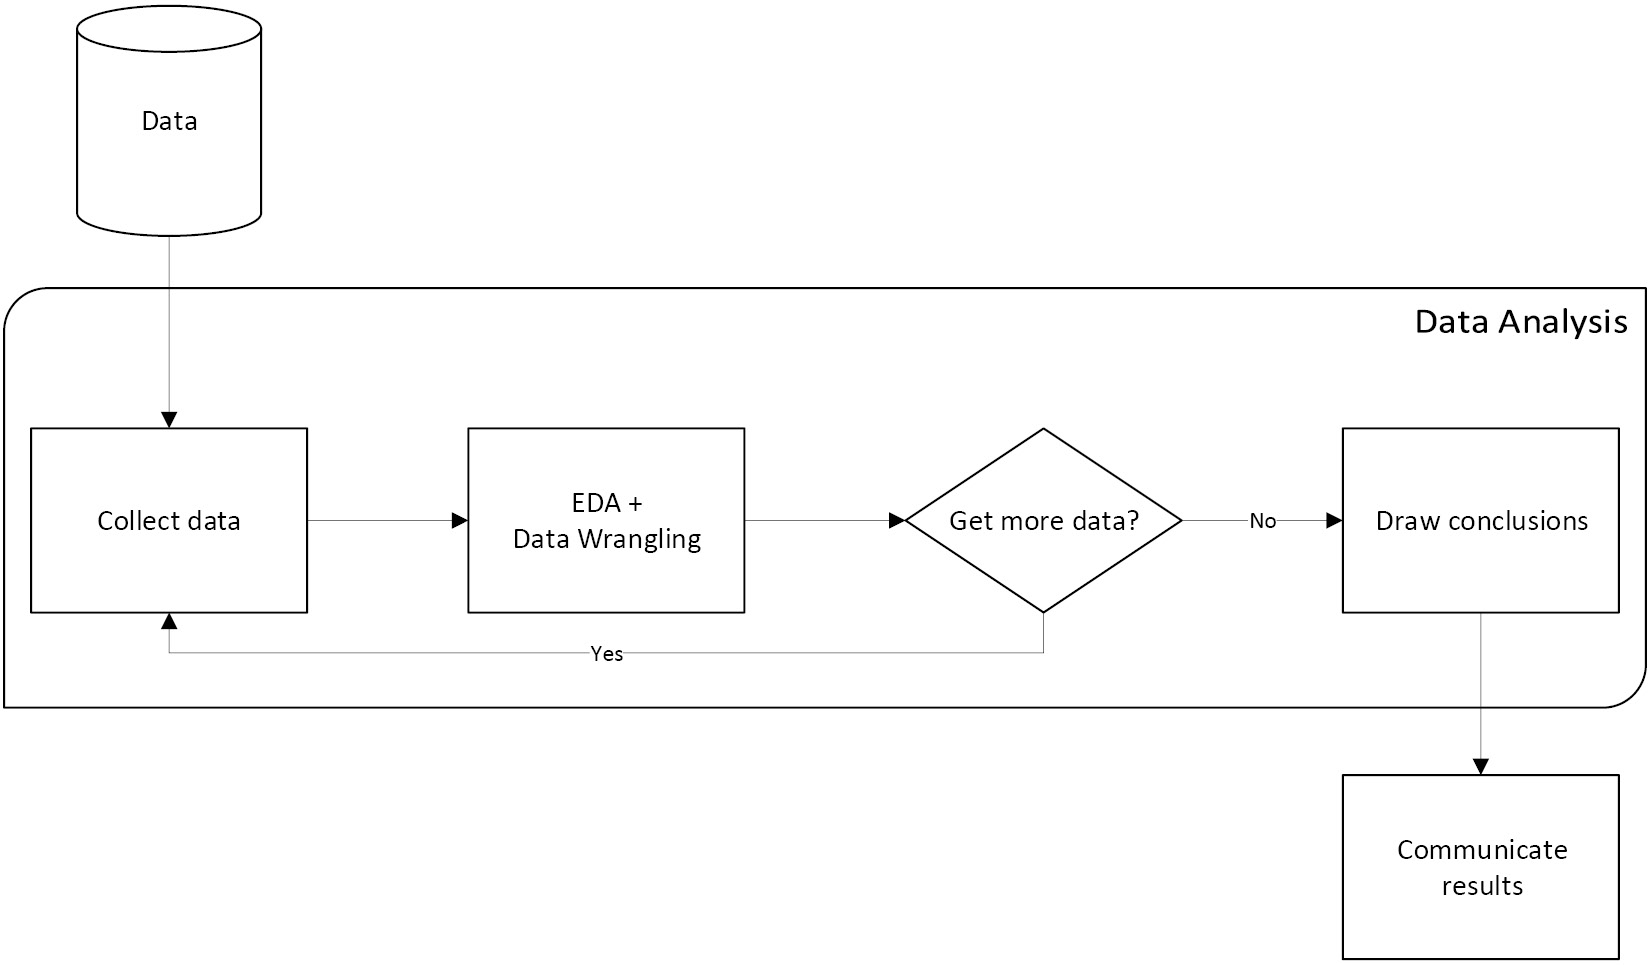 Data
Data Analysis
Collect data
EDA +
Data Wrangling
Get more data?
No
Draw conclusions
Yes
Communicate
results